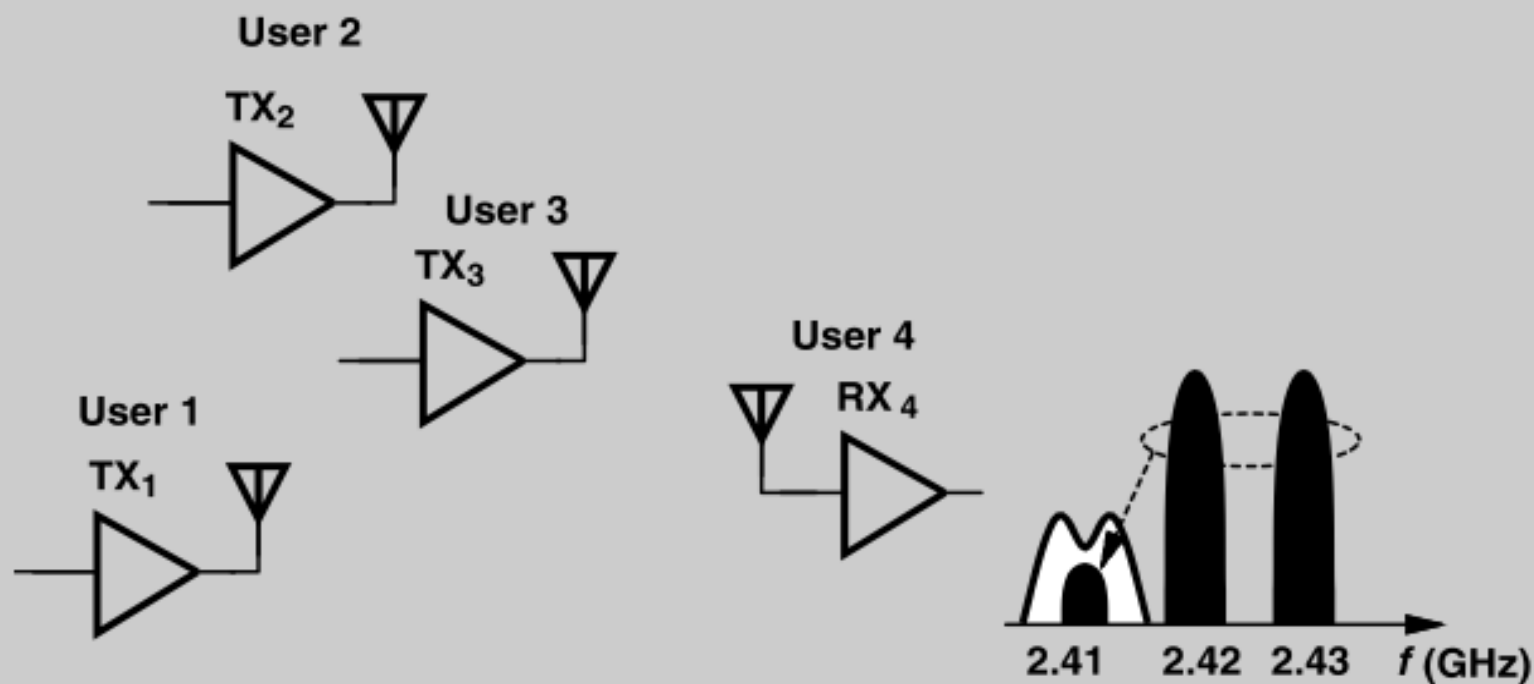 User 2
TX2
User 3
TX3
User 4
RX 4
User 1
TX1
2.41 2.42 2.43 f (GHz)